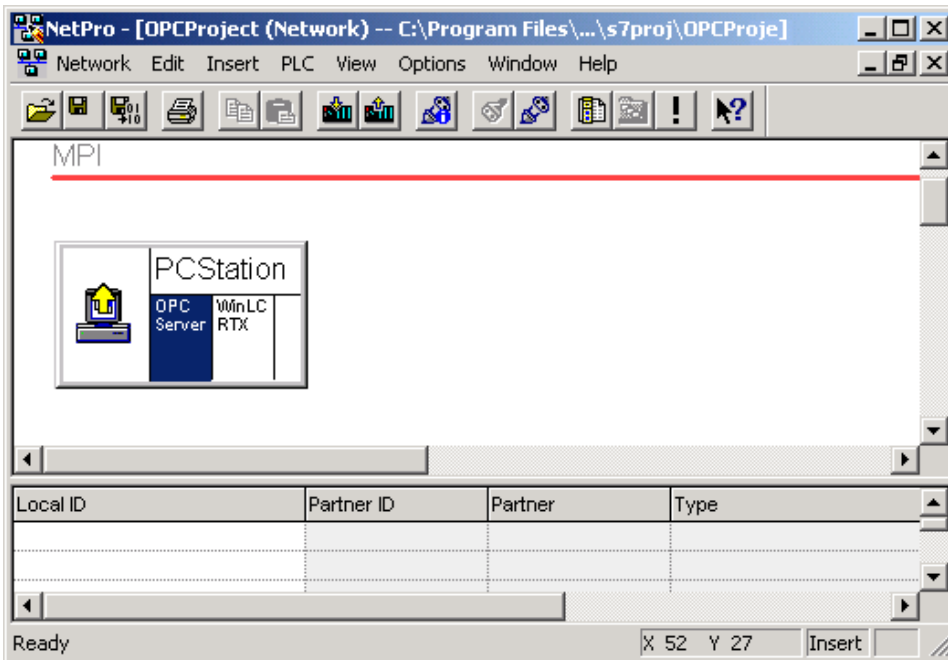 NetPro - [OPCProject (Network) -- C:\Program Files\...\s7proj\OPCProje]
Network Edit Insert PLC View Options Window Help
MPI
PCStation
OPC Server
WinLC RTX
Local ID Partner ID Partner Type
Ready X 52 Y 27 Insert